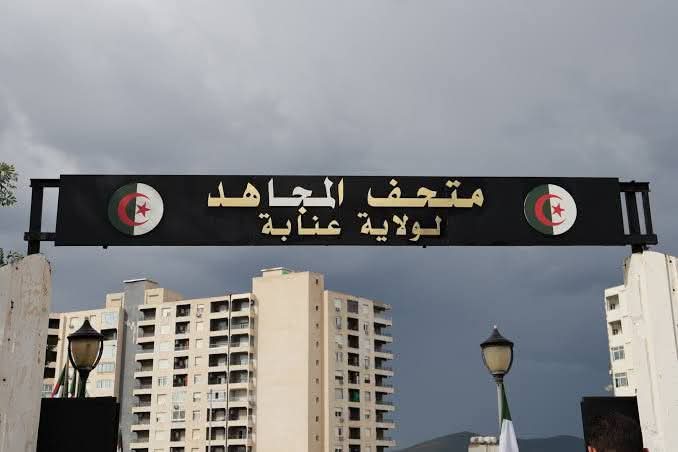 متحف المجاهد
لولاية عنابة